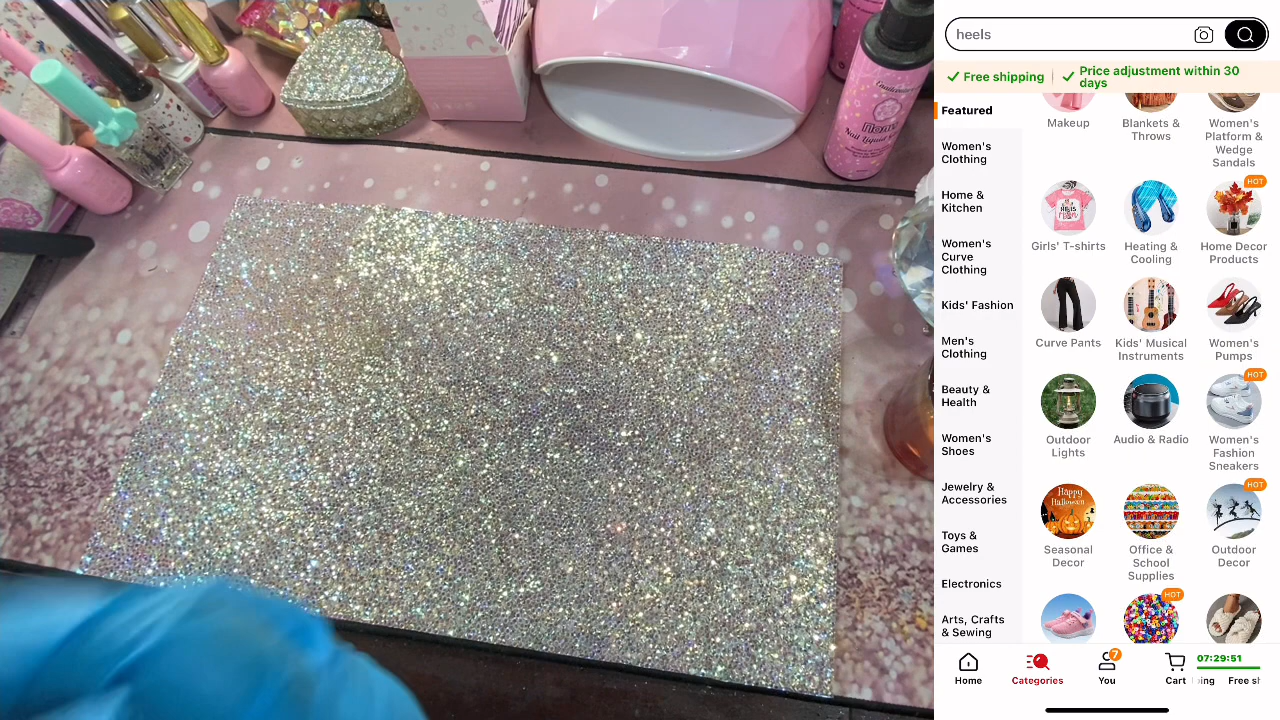 heels
Free shipping
Price adjustment within 30
days
Featured
Women's
Clothing
Home &
Kitchen
Women's
Curve
Clothing
Kids' Fashion
Men's
Clothing
Beauty &
Health
Women's
Shoes
Jewelry &
Accessories
Toys &
Games
Electronics
Arts, Crafts
& Sewing
Makeup
Blankets &
Throws
Women's
Platform &
Wedge
Sandals
HOT
Girls' T-shirts
Heating &
Cooling
Home Decor
Products
Curve Pants
Kids' Musical
Instruments
Women's
Pumps
HOT
Outdoor
Lights
Audio & Radio
Women's
Fashion
Sneakers
Happy
Halloween
HOT
Seasonal
Decor
Office &
School
Supplies
Outdoor
Decor
HOT
7
07:29:51
Home
Categories
You
Cart
Nail Liquid